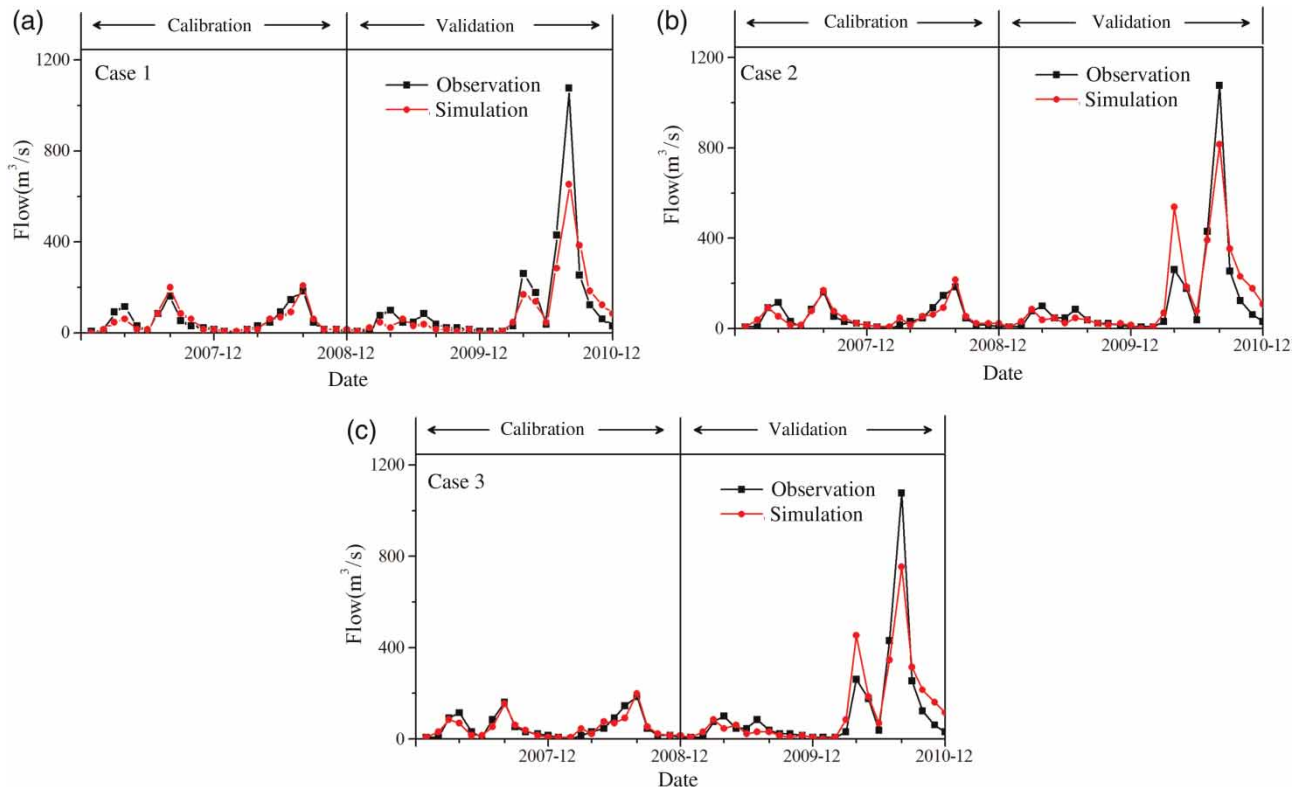 (a)
Calibration
Validation
1200
Case 1
Observation
Simulation
800
Flow(m³/s)
400
0
2007-12
2008-12
2009-12
2010-12
Date
(b)
Calibration
Validation
1200
Case 2
Observation
Simulation
800
Flow(m³/s)
400
0
2007-12
2008-12
2009-12
2010-12
Date
(c)
Calibration
Validation
1200
Case 3
Observation
Simulation
800
Flow(m³/s)
400
0
2007-12
2008-12
2009-12
2010-12
Date